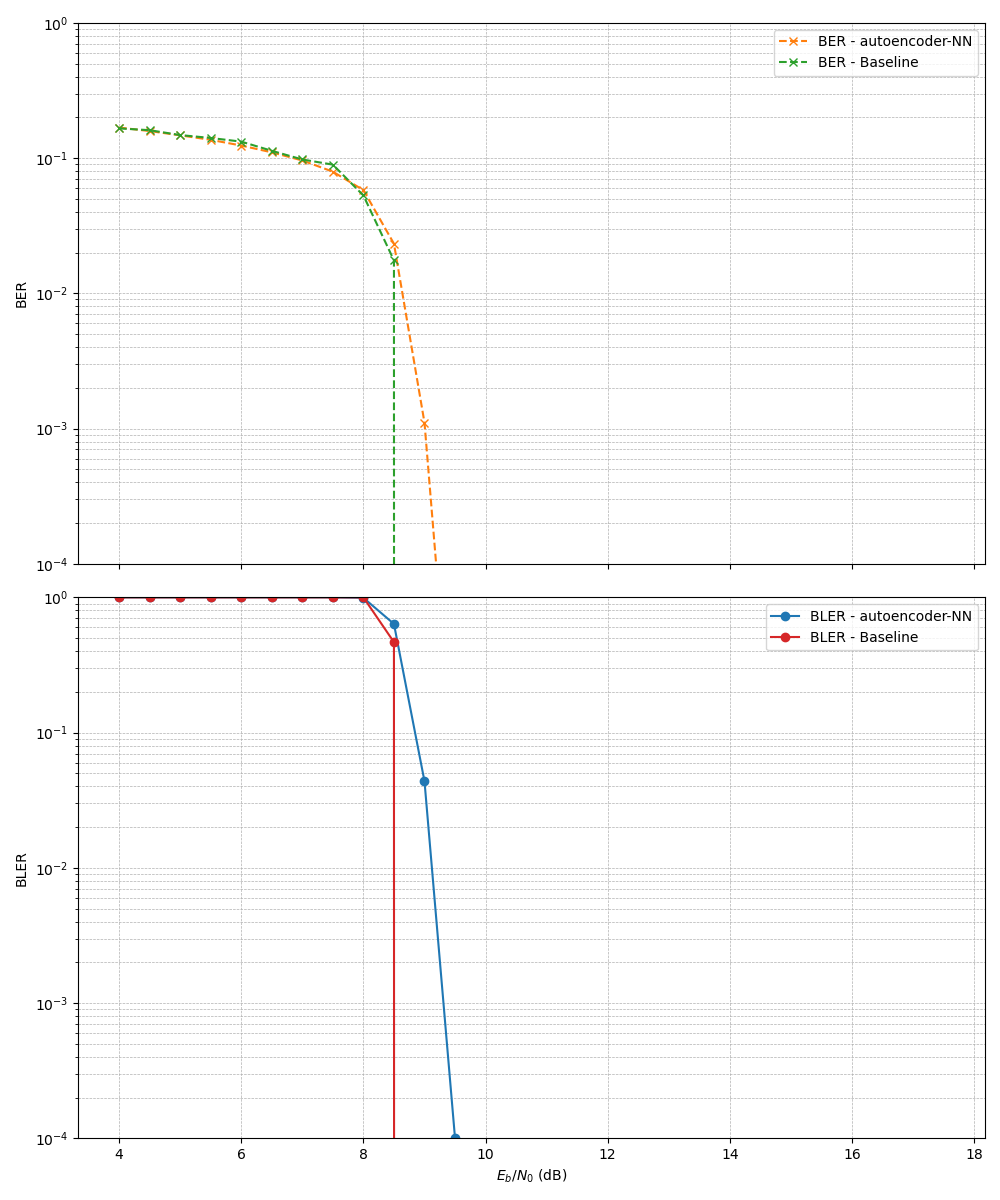 10^0
10^-1
10^-2
10^-3
10^-4
BER
BER - autoencoder-NN
BER - Baseline
10^0
10^-1
10^-2
10^-3
10^-4
BLER
BLER - autoencoder-NN
BLER - Baseline
4 6 8 10 12 14 16 18
E_b/N_0 (dB)